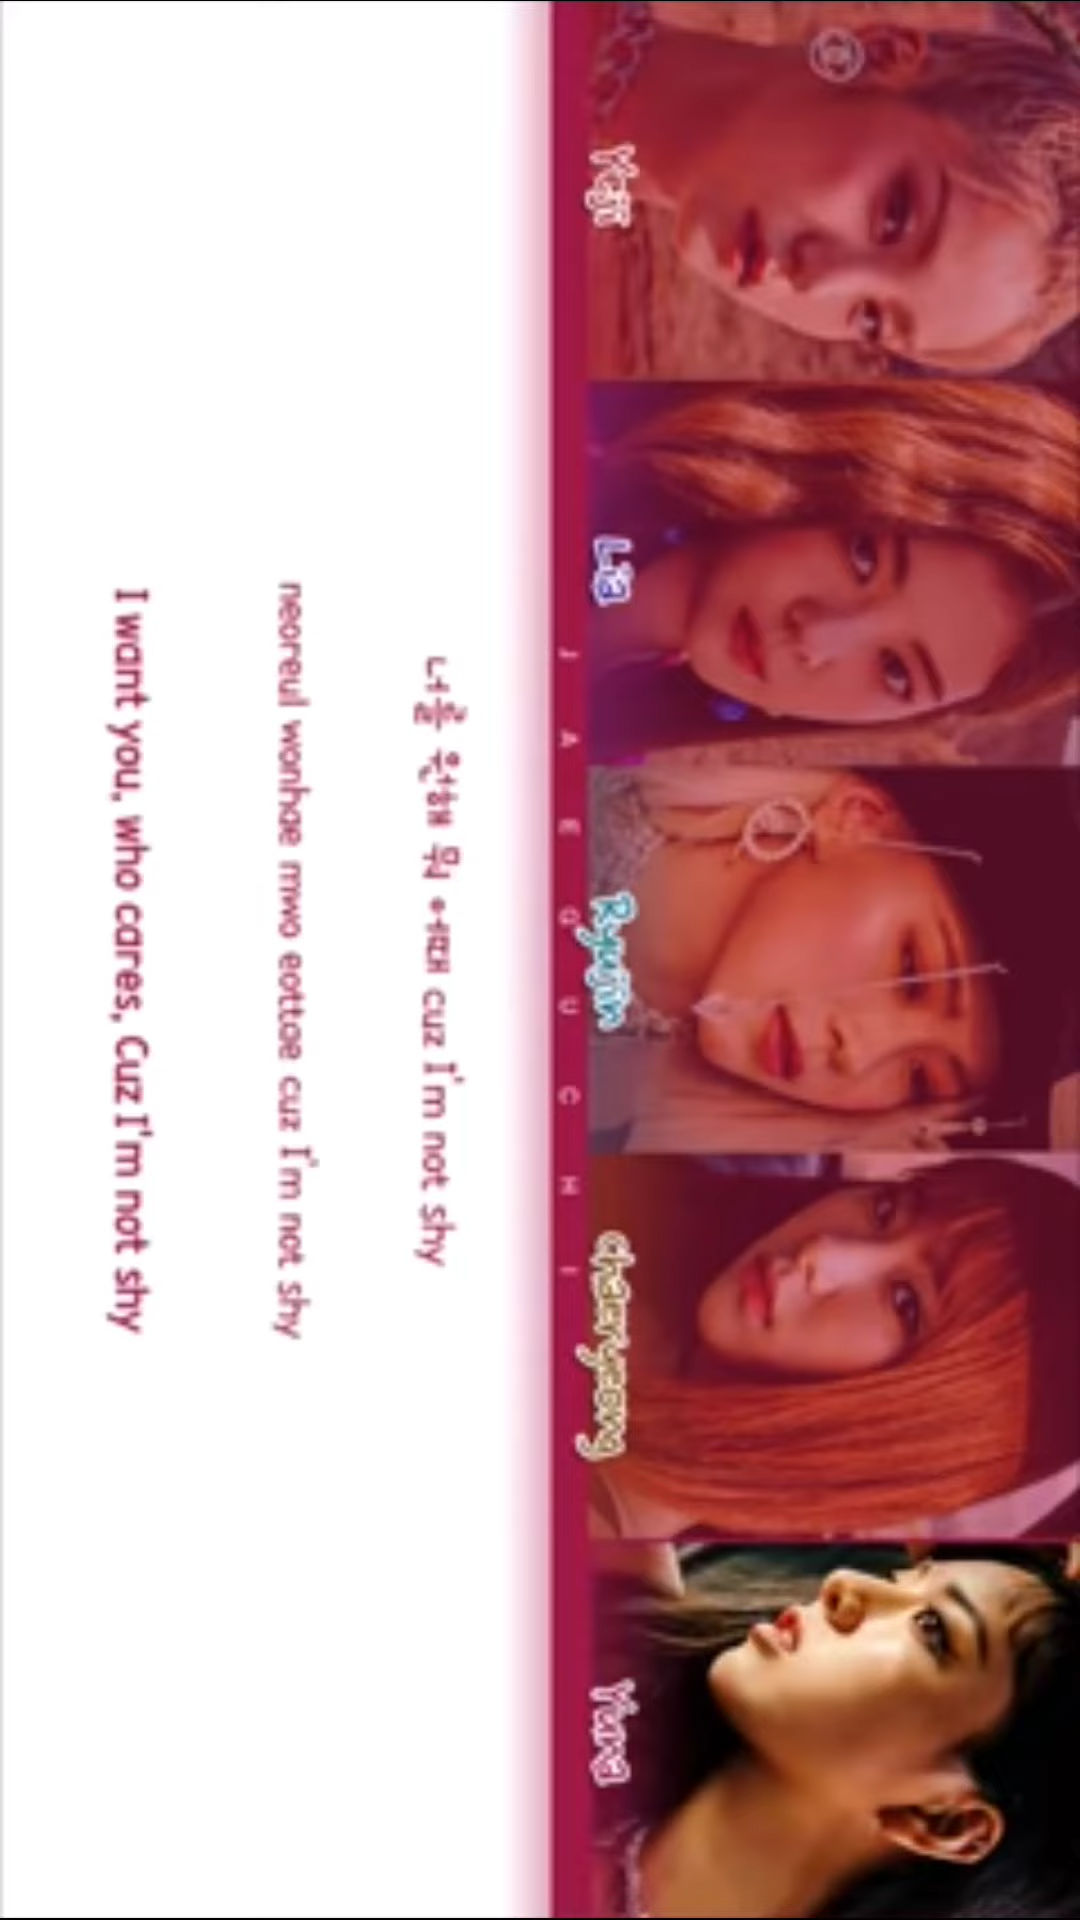 Yeji
Lia
Ryujin
chaeryeong
Yuna
JAEGUCHI
너를 원해 뭐 어때 cuz I'm not shy
neoreul wonhae mwo eottae cuz I'm not shy
I want you, who cares, Cuz I'm not shy